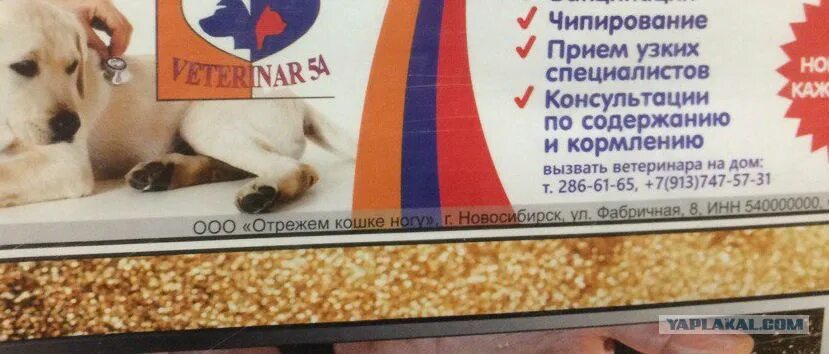 VETERINAR 54
✓ Чипирование
✓ Прием узких
специалистов
✓ Консультации
по содержанию
и кормлению
вызвать ветеринара на дом:
т. 286-61-65, +7(913)747-57-31
ООО «Отрежем кошке ногу», г. Новосибирск, ул. Фабричная, 8, ИНН 540000000,
YAPLAKAL.COM